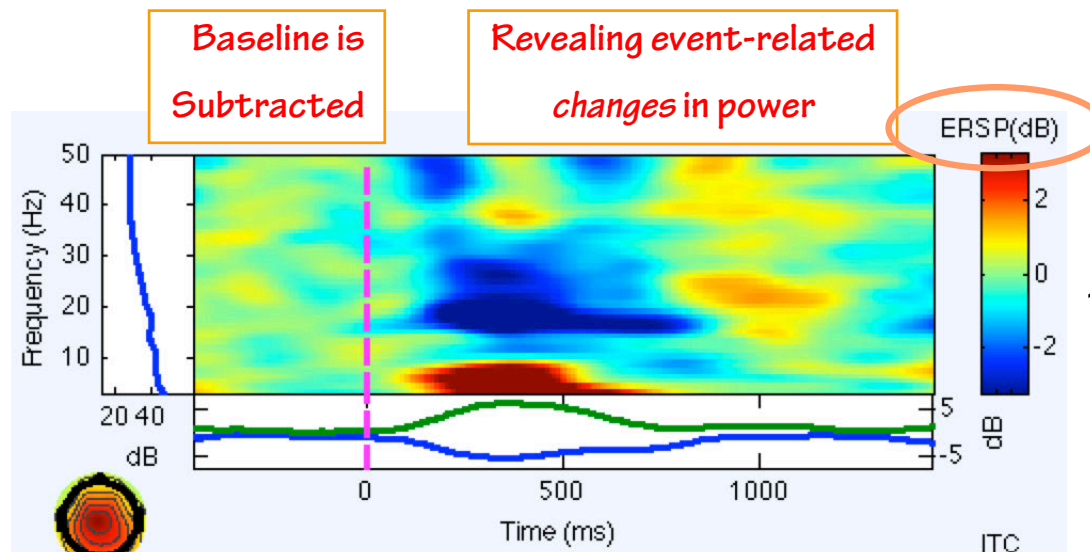 Baseline is
Subtracted
Revealing event-related
changes in power
ERSP(dB)
50
40
30
20
10
Frequency (Hz)
2
0
-2
20 40
dB
5
-5
dB
0
500
1000
Time (ms)
ITC